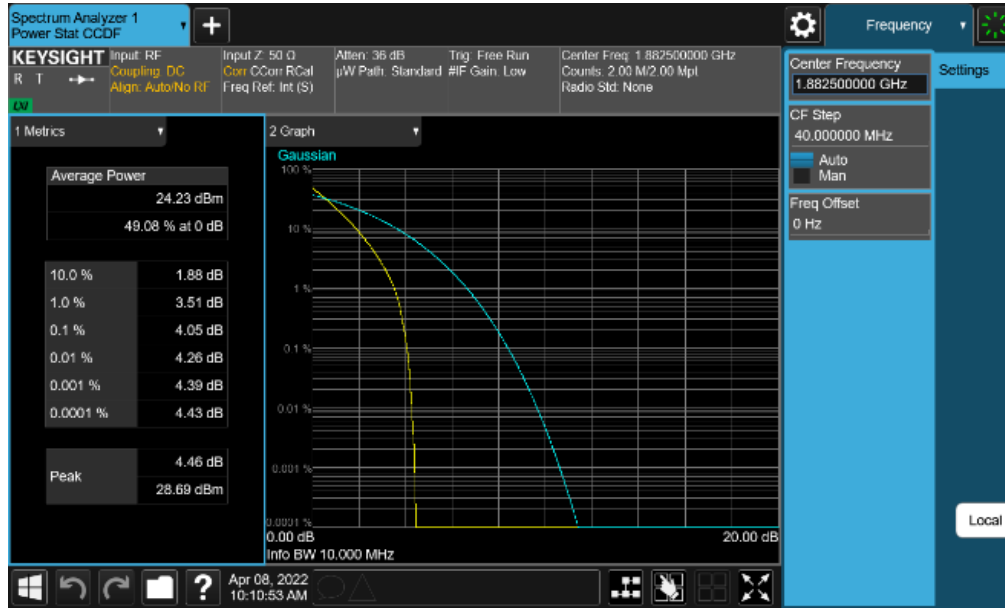 Spectrum Analyzer 1
Power Stat CCDF
+
Frequency
KEYSIGHT
R T
LXI
Input: RF
Coupling: DC
Align: Auto/No RF
Input Z: 50 Ω
Corr CCorr RCal
Freq Ref: Int (S)
Atten: 36 dB
µW Path: Standard
Trig: Free Run
#IF Gain: Low
Center Freq: 1.882500000 GHz
Counts: 2.00 M/2.00 Mpt
Radio Std: None
Center Frequency
1.882500000 GHz
Settings
CF Step
40.000000 MHz
Auto
Man
Freq Offset
0 Hz
1 Metrics
Average Power
24.23 dBm
49.08 % at 0 dB
10.0 % 1.88 dB
1.0 % 3.51 dB
0.1 % 4.05 dB
0.01 % 4.26 dB
0.001 % 4.39 dB
0.0001 % 4.43 dB
Peak
4.46 dB
28.69 dBm
2 Graph
Gaussian
100 %
10 %
1 %
0.1 %
0.01 %
0.001 %
0.0001 %
0.00 dB 20.00 dB
Info BW 10.000 MHz
Local
?
Apr 08, 2022
10:10:53 AM